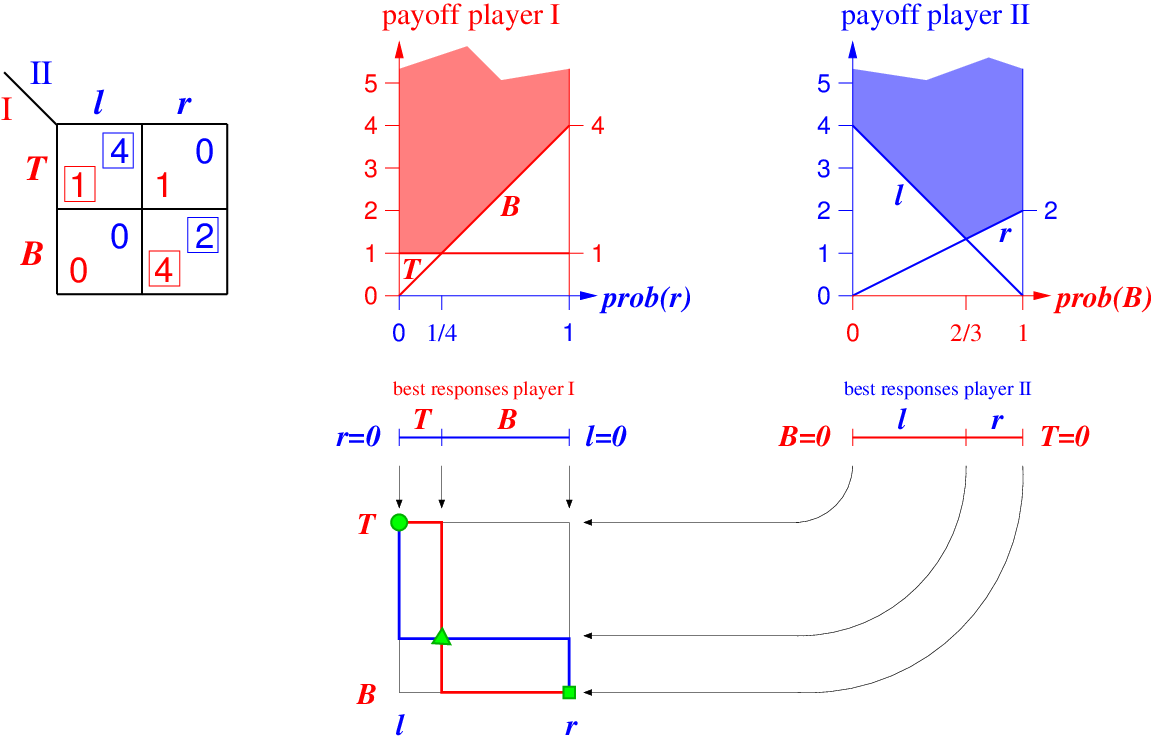 payoff player I
payoff player II
II
I
l r
T 4 0
1 1
B 0 2
0 4
5
4 4
3
2
1 1
0
B
T
prob(r)
0 1/4 1
5
4
3
2 2
1
0
l
r
prob(B)
0 2/3 1
best responses player I
T B
r=0 l=0
best responses player II
l r
B=0 T=0
T
B
l r